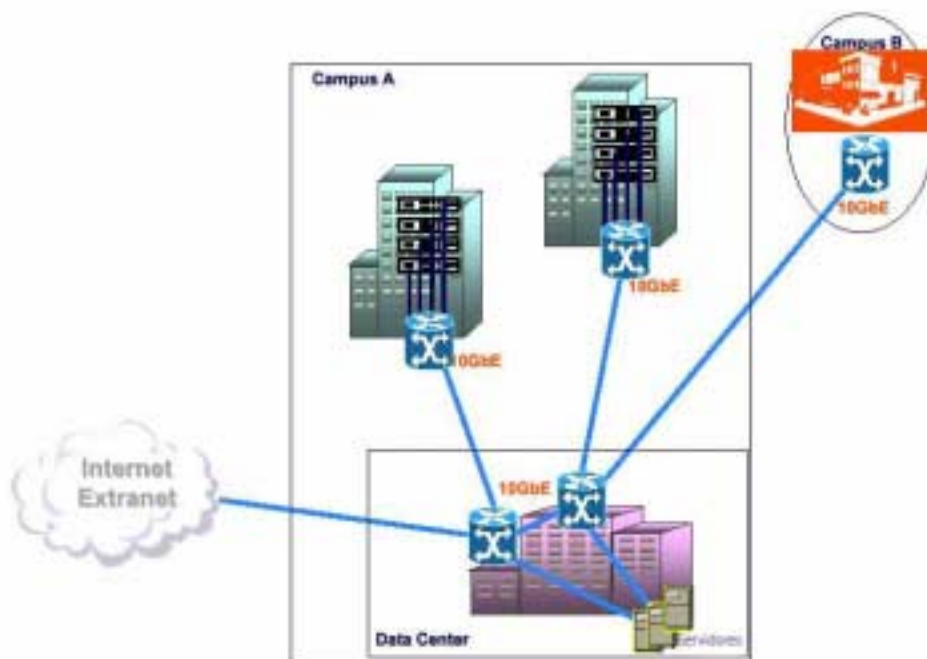 Campus B
Campus A
10GbE
10GbE
10GbE
Internet
Extranet
10GbE
Data Center
Servidores